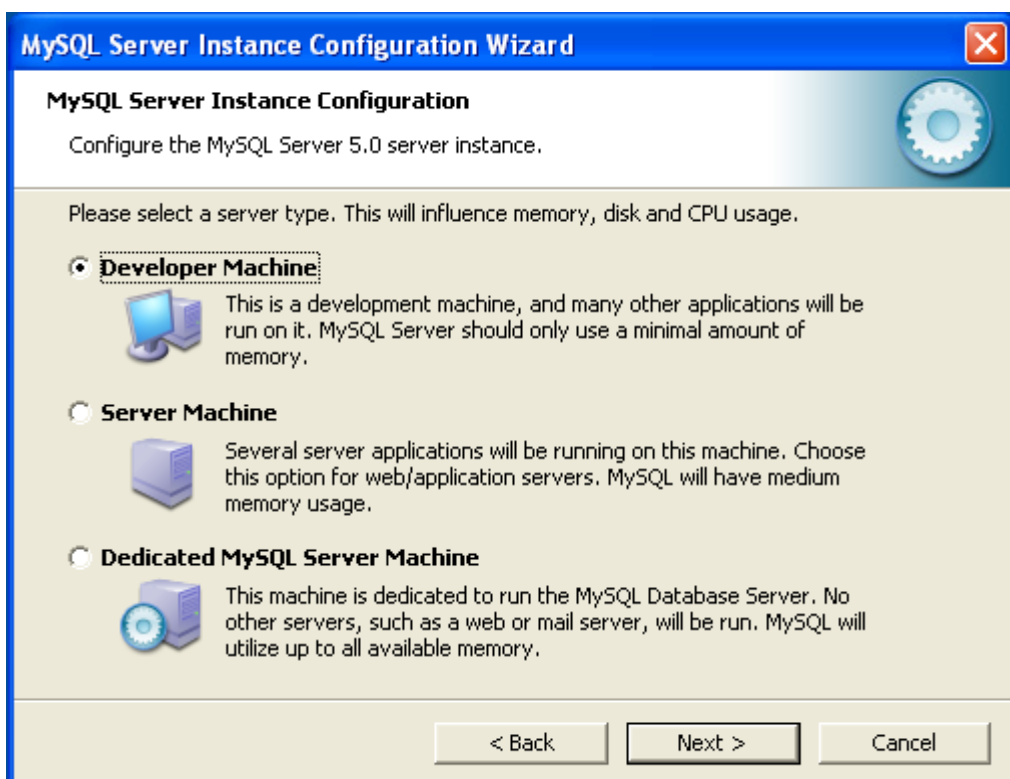 MySQL Server Instance Configuration Wizard
MySQL Server Instance Configuration
Configure the MySQL Server 5.0 server instance.
Please select a server type. This will influence memory, disk and CPU usage.
Developer Machine
This is a development machine, and many other applications will be
run on it. MySQL Server should only use a minimal amount of
memory.
Server Machine
Several server applications will be running on this machine. Choose
this option for web/application servers. MySQL will have medium
memory usage.
Dedicated MySQL Server Machine
This machine is dedicated to run the MySQL Database Server. No
other servers, such as a web or mail server, will be run. MySQL will
utilize up to all available memory.
< Back Next > Cancel